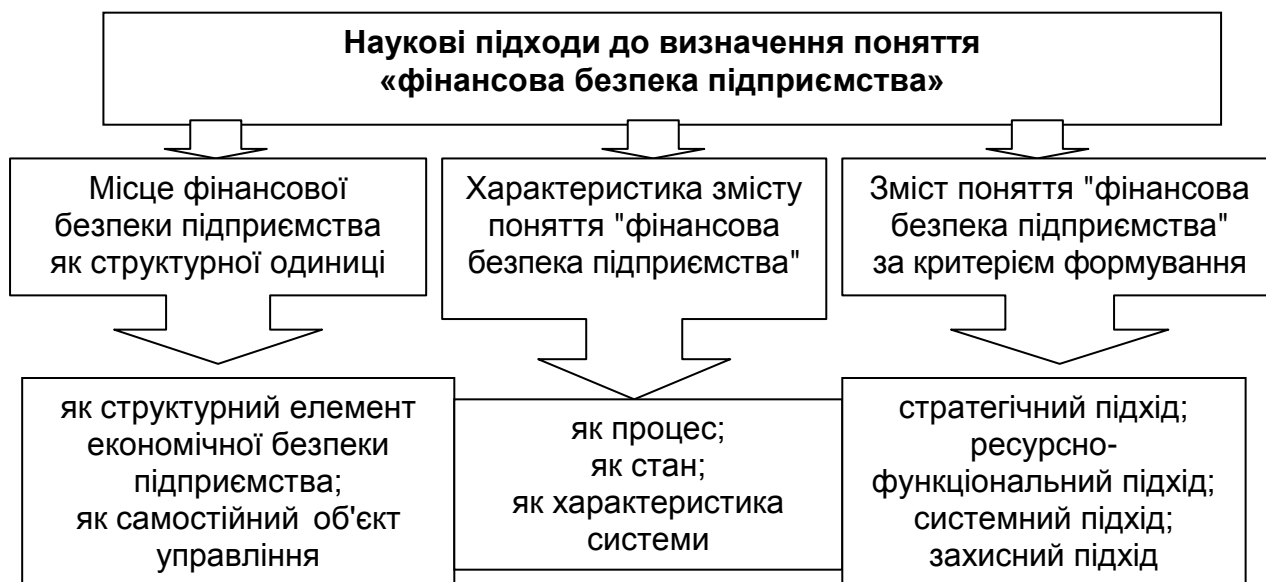 Наукові підходи до визначення поняття
«фінансова безпека підприємства»
Місце фінансової
безпеки підприємства
як структурної одиниці
Характеристика змісту
поняття "фінансова
безпека підприємства"
Зміст поняття "фінансова
безпека підприємства"
за критерієм формування
як структурний елемент
економічної безпеки
підприємства;
як самостійний об'єкт
управління
як процес;
як стан;
як характеристика
системи
стратегічний підхід;
ресурсно-
функціональний підхід;
системний підхід;
захисний підхід